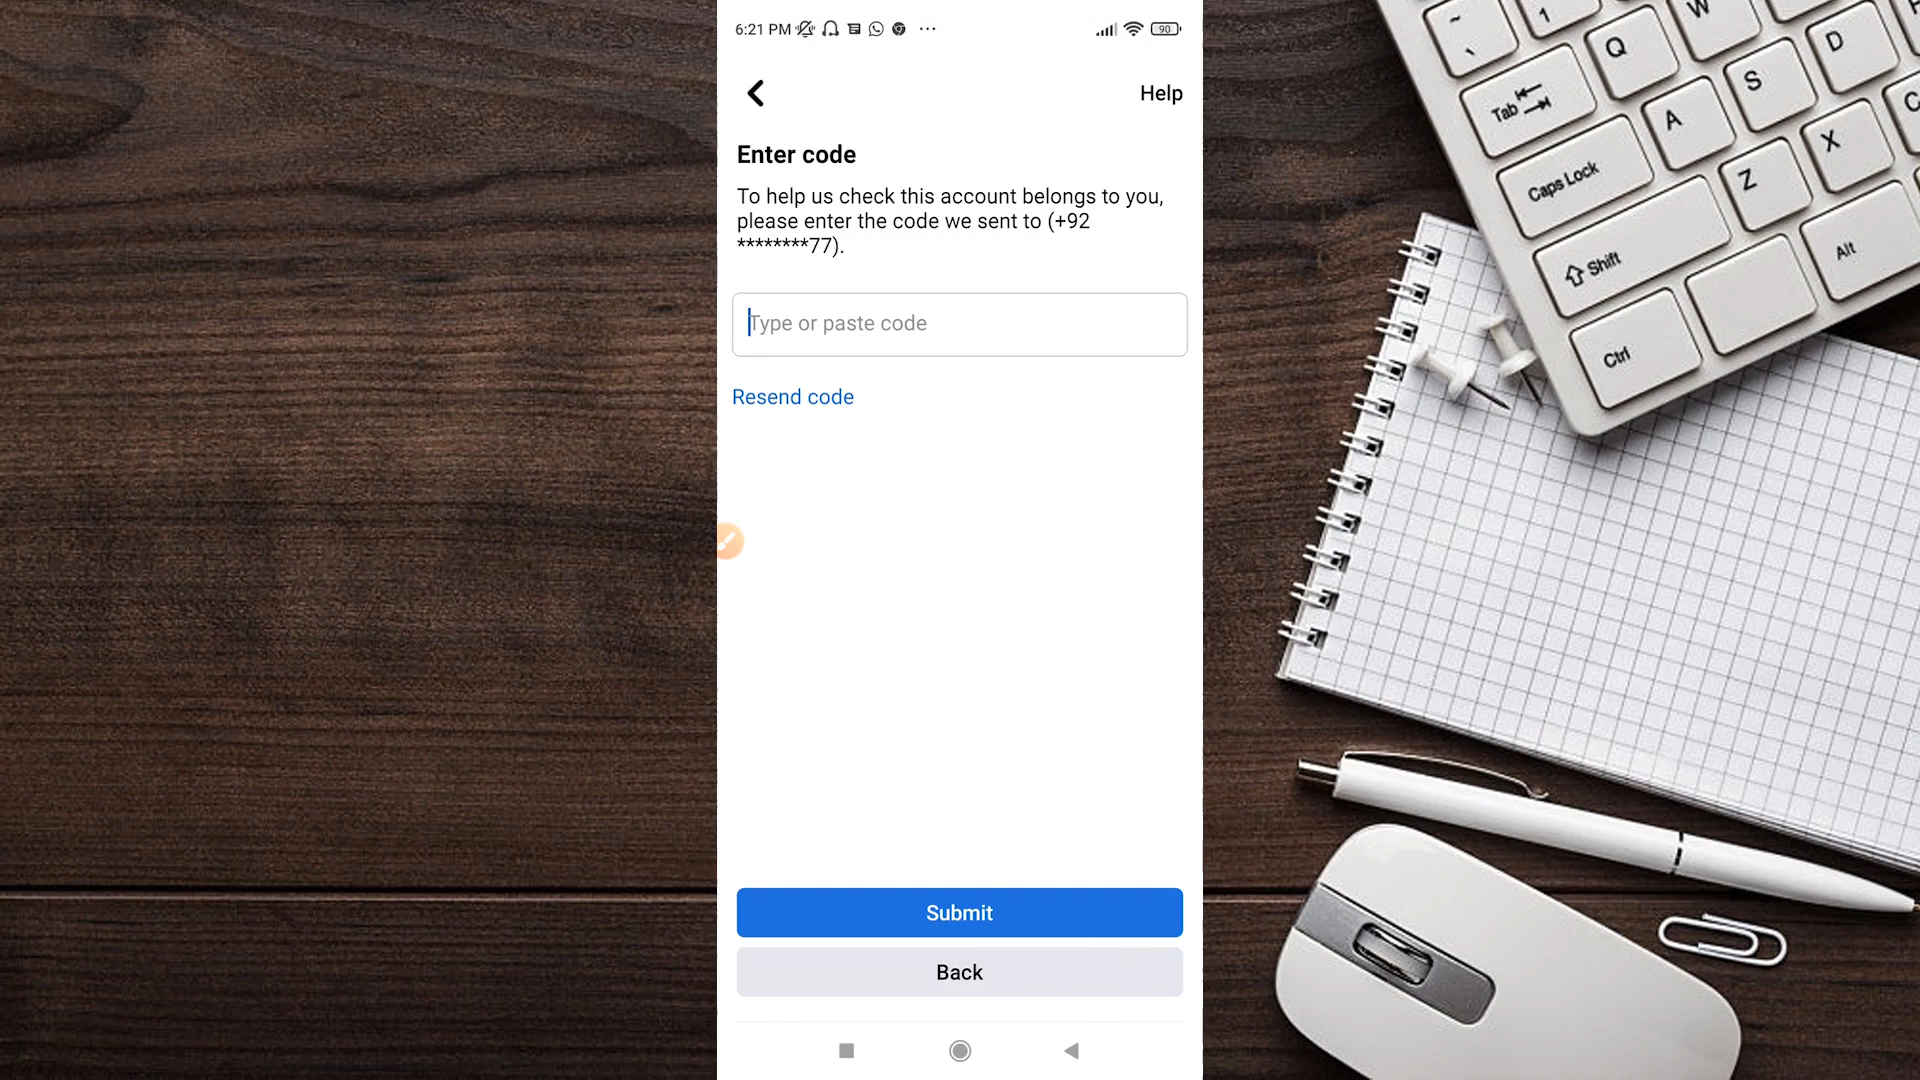 6:21 PM
90
Help
Enter code
To help us check this account belongs to you,
please enter the code we sent to (+92
********77).
Type or paste code
Resend code
Submit
Back
~
`
1
Q
W
Tab
A
S
D
Caps Lock
Z
X
C
Shift
Alt
Ctrl